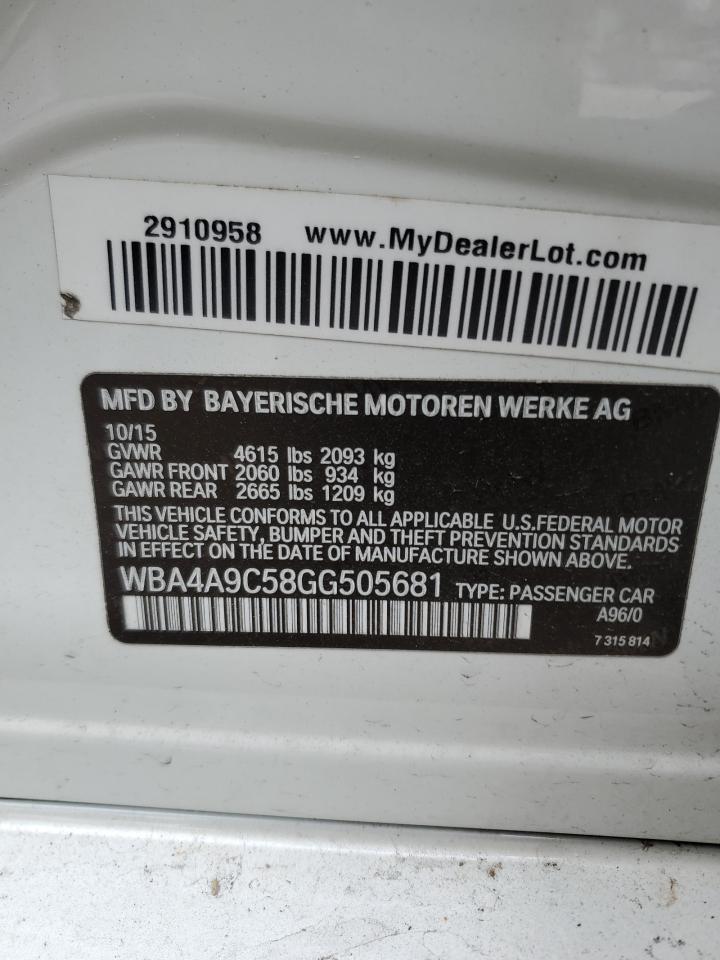 2910958 www.MyDealerLot.com
MFD BY BAYERISCHE MOTOREN WERKE AG
10/15
GVWR 4615 lbs 2093 kg
GAWR FRONT 2060 lbs 934 kg
GAWR REAR 2665 lbs 1209 kg
THIS VEHICLE CONFORMS TO ALL APPLICABLE U.S.FEDERAL MOTOR
VEHICLE SAFETY, BUMPER AND THEFT PREVENTION STANDARDS
IN EFFECT ON THE DATE OF MANUFACTURE SHOWN ABOVE.
WBA4A9C58GG505681 TYPE: PASSENGER CAR
A96/0
7 315 814